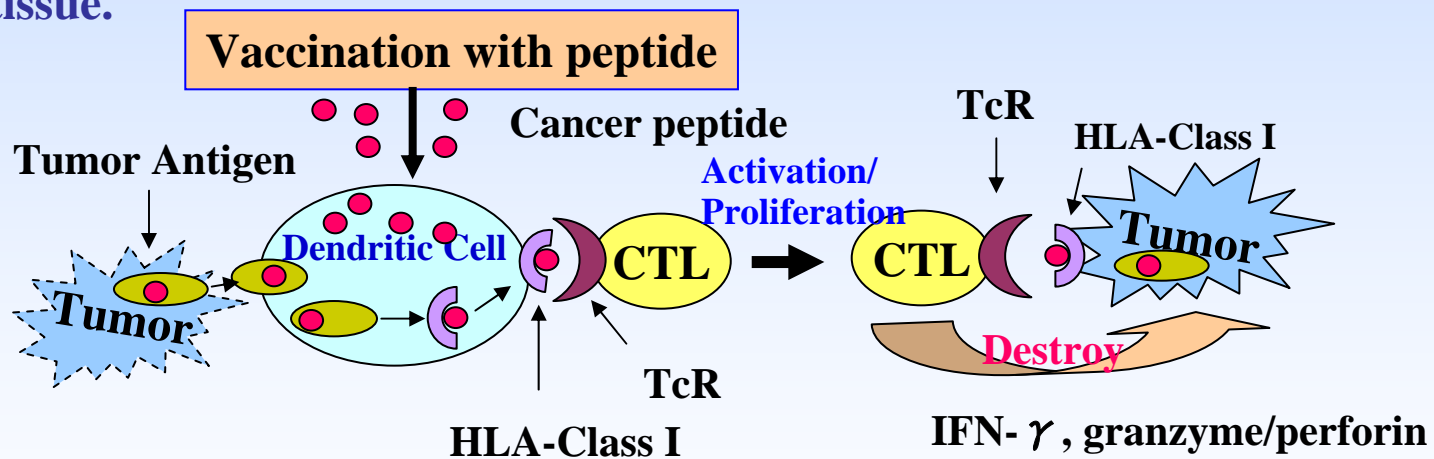 tissue.
Vaccination with peptide
Cancer peptide
TcR
HLA-Class I
Tumor Antigen
Activation/
Proliferation
Dendritic Cell
CTL
CTL
Tumor
Tumor
Destroy
TcR
HLA-Class I
IFN-γ, granzyme/perforin